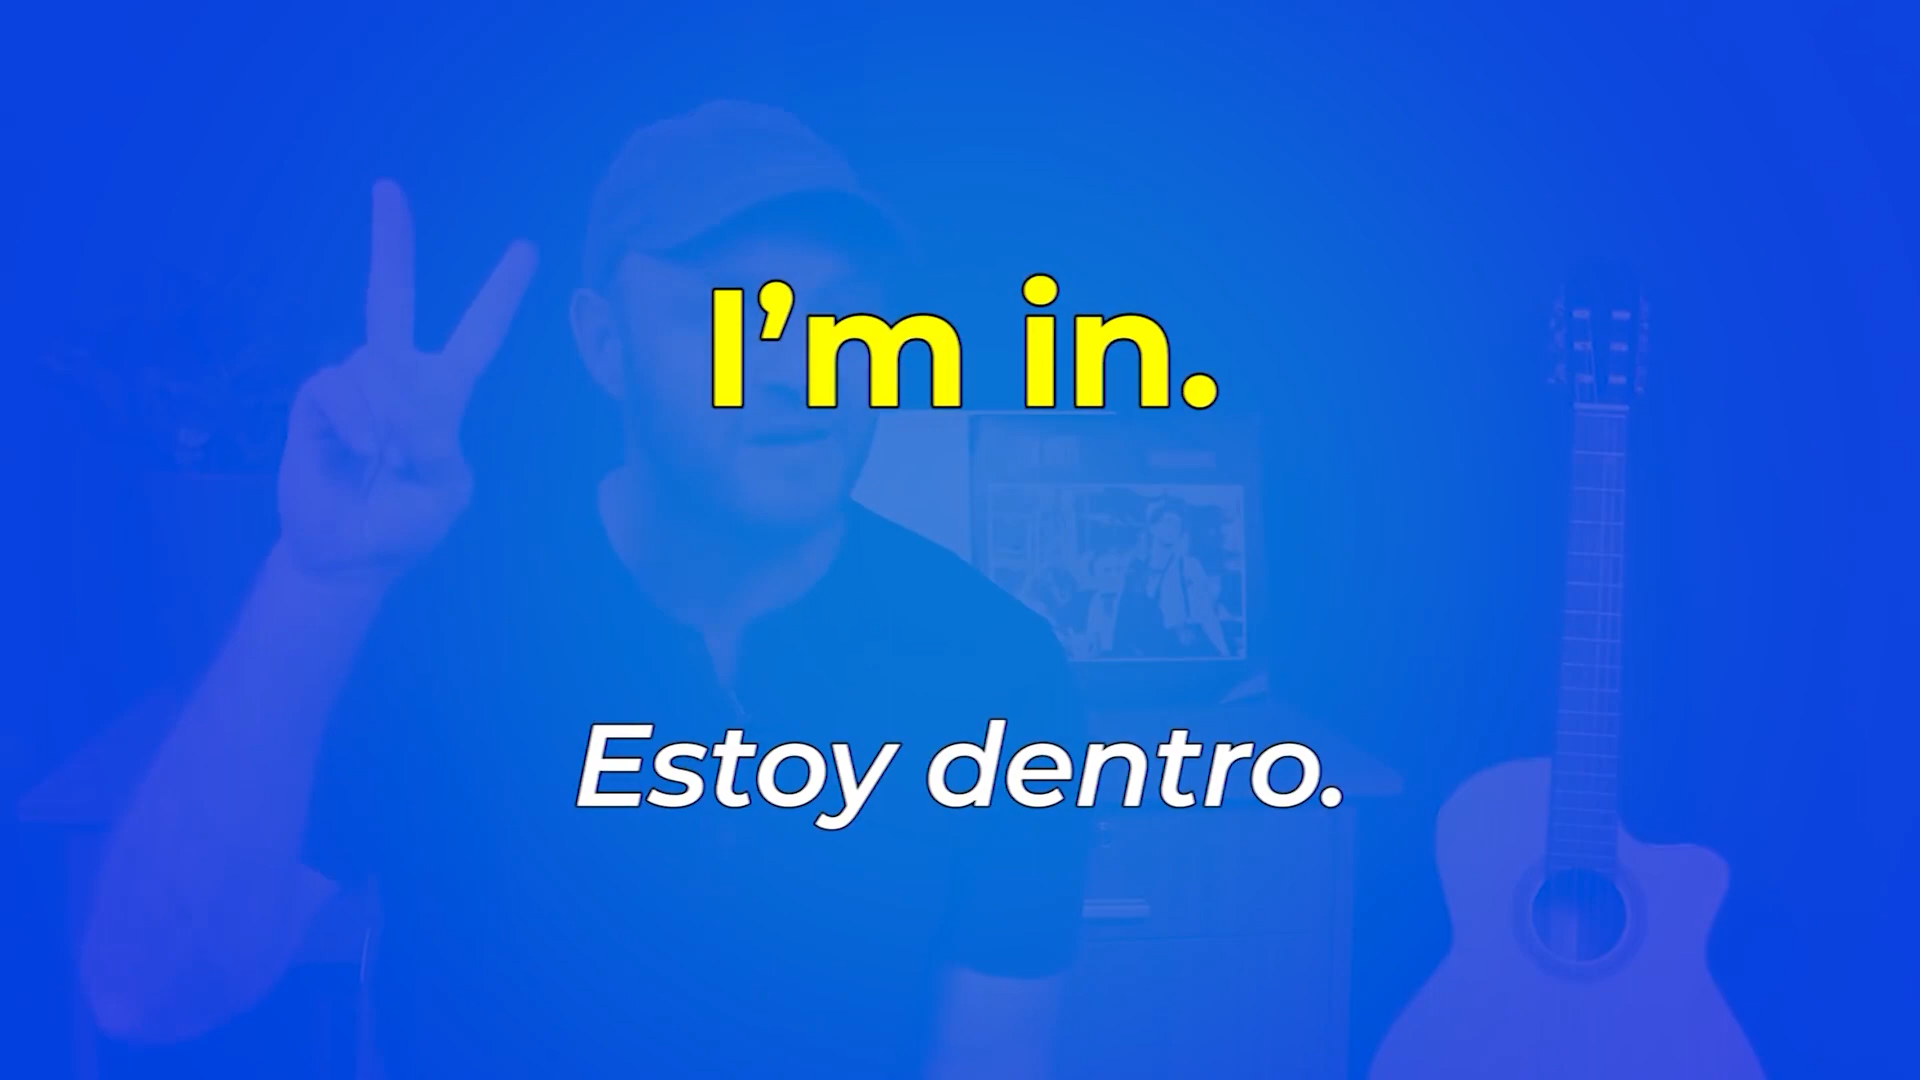 I’m in.
Estoy dentro.